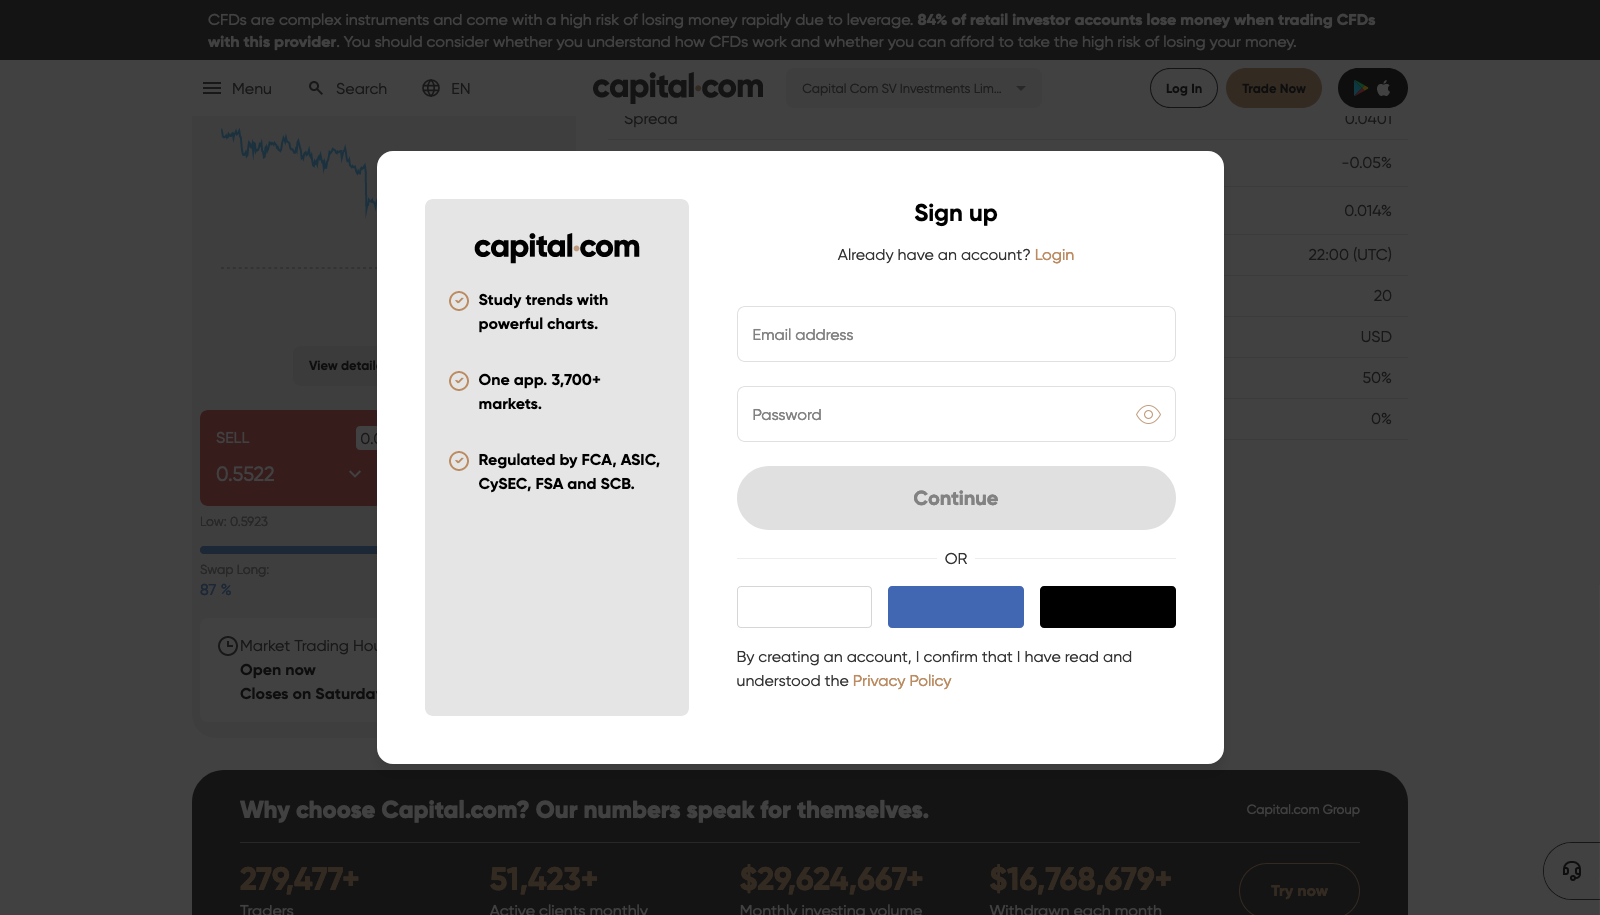 CFDs are complex instruments and come with a high risk of losing money rapidly due to leverage. 84% of retail investor accounts lose money when trading CFDs
with this provider. You should consider whether you understand how CFDs work and whether you can afford to take the high risk of losing your money.
Menu
Search
EN
capital.com
Capital Com SV Investments Lim...
Log In
Trade Now
Spread
0.0401
-0.05%
0.014%
22:00 (UTC)
20
USD
50%
0%
SELL
0.5522
Low: 0.5923
Swap Long:
87 %
Market Trading
Open now
Closes on
View
capital.com
Study trends with
powerful charts.
One app. 3,700+
markets.
Regulated by FCA, ASIC,
CySEC, FSA and SCB.
Sign up
Already have an account? Login
Email address
Password
Continue
OR
By creating an account, I confirm that I have read and
understood the Privacy Policy
Why choose Capital.com? Our numbers speak for themselves.
Capital.com Group
279,477+
51,423+
$29,624,667+
$16,768,679+
Traders
Active clients monthly
Monthly investing volume
Withdrawn each month
Try now